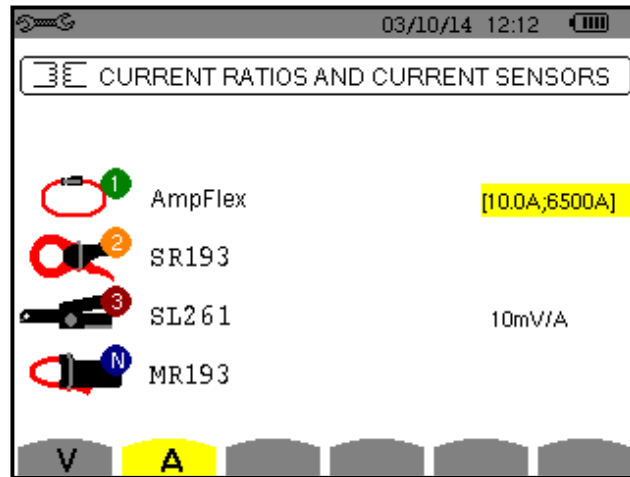 03/10/14 12:12
CURRENT RATIOS AND CURRENT SENSORS
1 AmpFlex [10.0A;6500A]
2 SR193
3 SL261 10mV/A
N MR193
V A